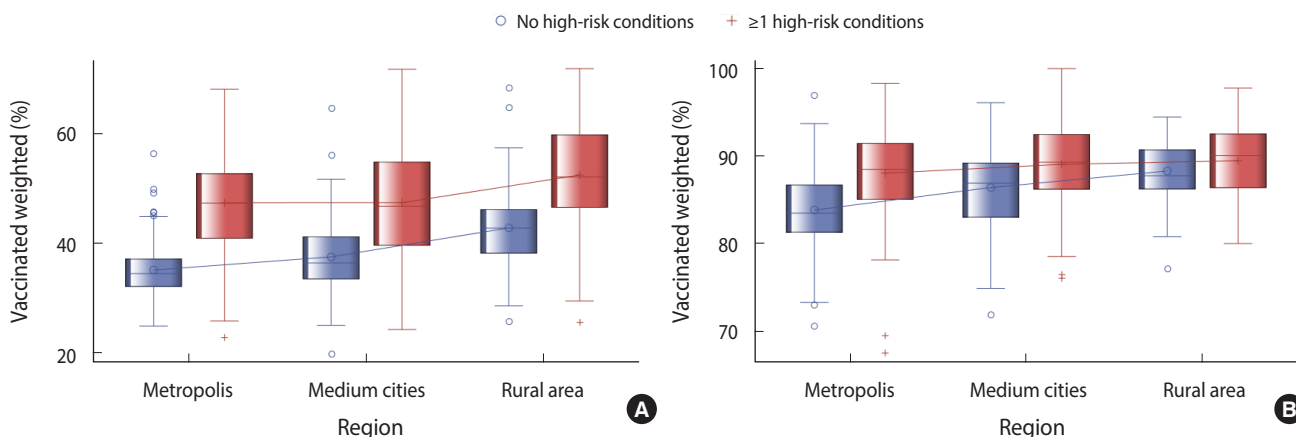 No high-risk conditions ≥1 high-risk conditions
Vaccinated weighted (%)
60
40
20
Metropolis Medium cities Rural area
Region
A
Vaccinated weighted (%)
100
90
80
70
Metropolis Medium cities Rural area
Region
B